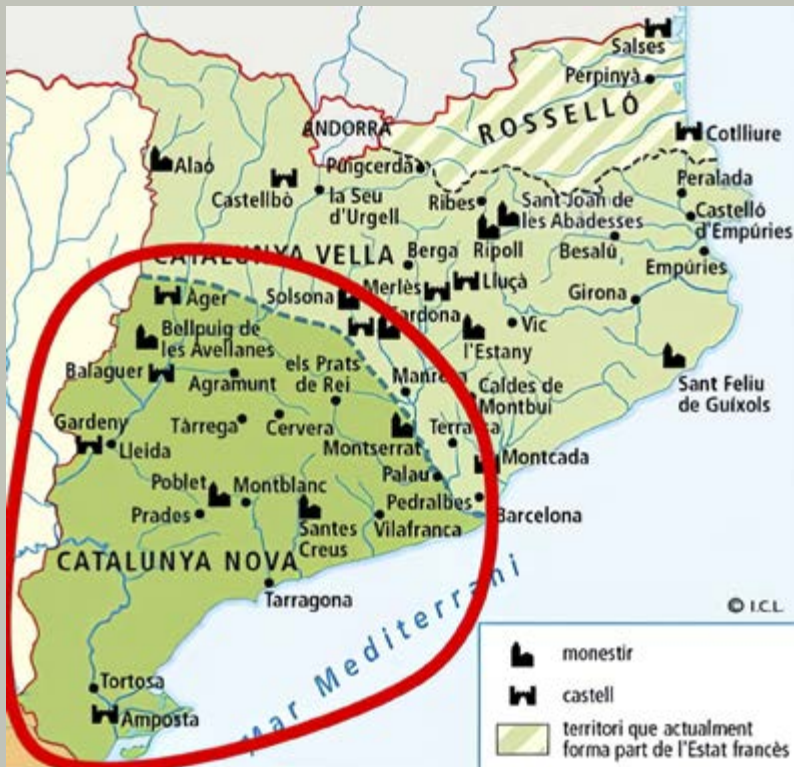 Salses
Perpinyà
ROSSELLÓ
ANDORRA
Cotlliure
Puigcerdà
Alaó
Castellbò
la Seu
d'Urgell
Ribes
Sant Joan de
les Abadesses
Peralada
Castelló
d'Empúries
Ripoll
Besalú
CATALUNYA VELLA
Berga
Empúries
Merlès
Lluçà
Girona
Àger
Solsona
Cardona
Vic
Bellpuig de
les Avellanes
l'Estany
els Prats
de Rei
Balaguer
Agramunt
Manresa
Caldes de
Montbui
Sant Feliu
de Guíxols
Gardeny
Tàrrega
Cervera
Lleida
Montserrat
Terrassa
Montcada
Palau
Poblet
Montblanc
Pedralbes
Prades
Santes
Creus
Vilafranca
Barcelona
CATALUNYA NOVA
Tarragona
Mar Mediterrani
© I.C.L.
Tortosa
Amposta
monestir
castell
territori que actualment
forma part de l'Estat francès